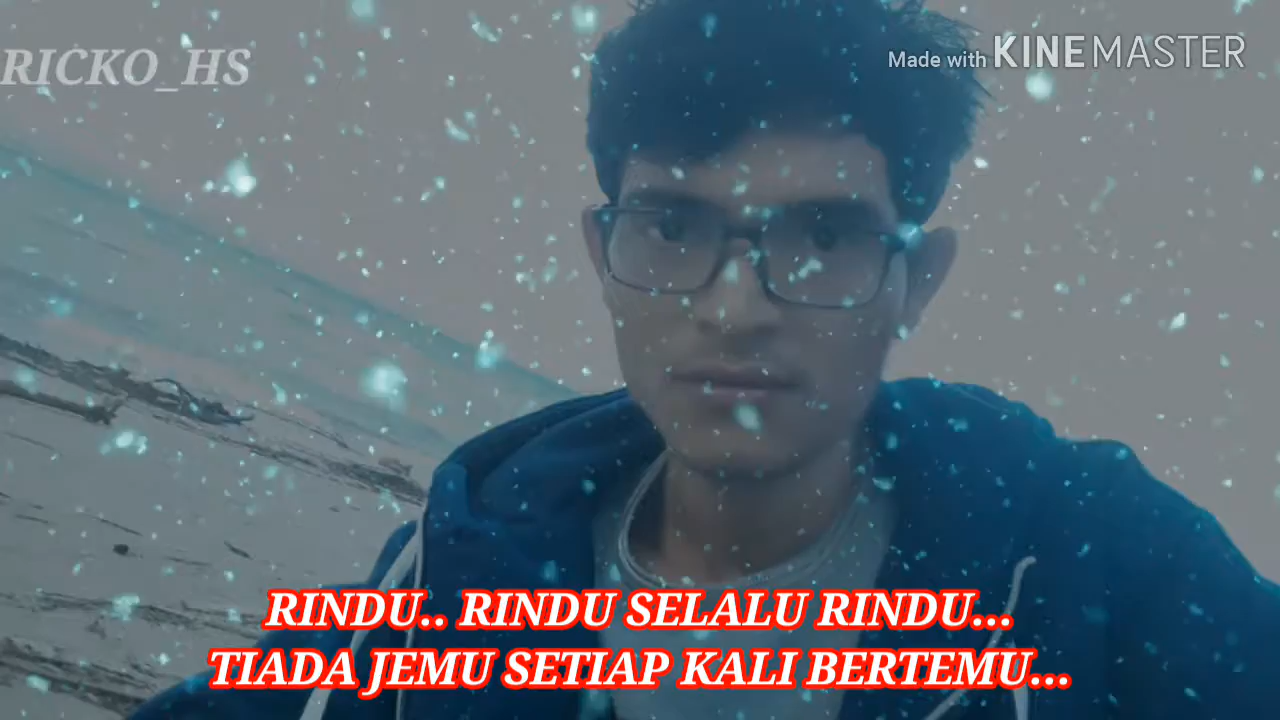 RICKO_HS
Made with KINEMASTER
RINDU.. RINDU SELALU RINDU...
TIADA JEMU SETIAP KALI BERTEMU...